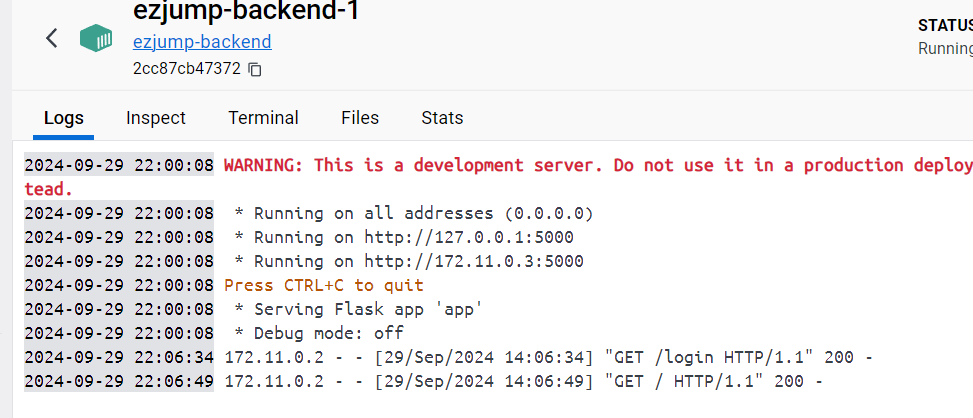 ezjump-backend-1
ezjump-backend
2cc87cb47372
STATUS
Running
Logs Inspect Terminal Files Stats
2024-09-29 22:00:08 WARNING: This is a development server. Do not use it in a production deploy
tead.
2024-09-29 22:00:08 * Running on all addresses (0.0.0.0)
2024-09-29 22:00:08 * Running on http://127.0.0.1:5000
2024-09-29 22:00:08 * Running on http://172.11.0.3:5000
2024-09-29 22:00:08 Press CTRL+C to quit
2024-09-29 22:00:08 * Serving Flask app 'app'
2024-09-29 22:00:08 * Debug mode: off
2024-09-29 22:06:34 172.11.0.2 - - [29/Sep/2024 14:06:34] "GET /login HTTP/1.1" 200 -
2024-09-29 22:06:49 172.11.0.2 - - [29/Sep/2024 14:06:49] "GET / HTTP/1.1" 200 -